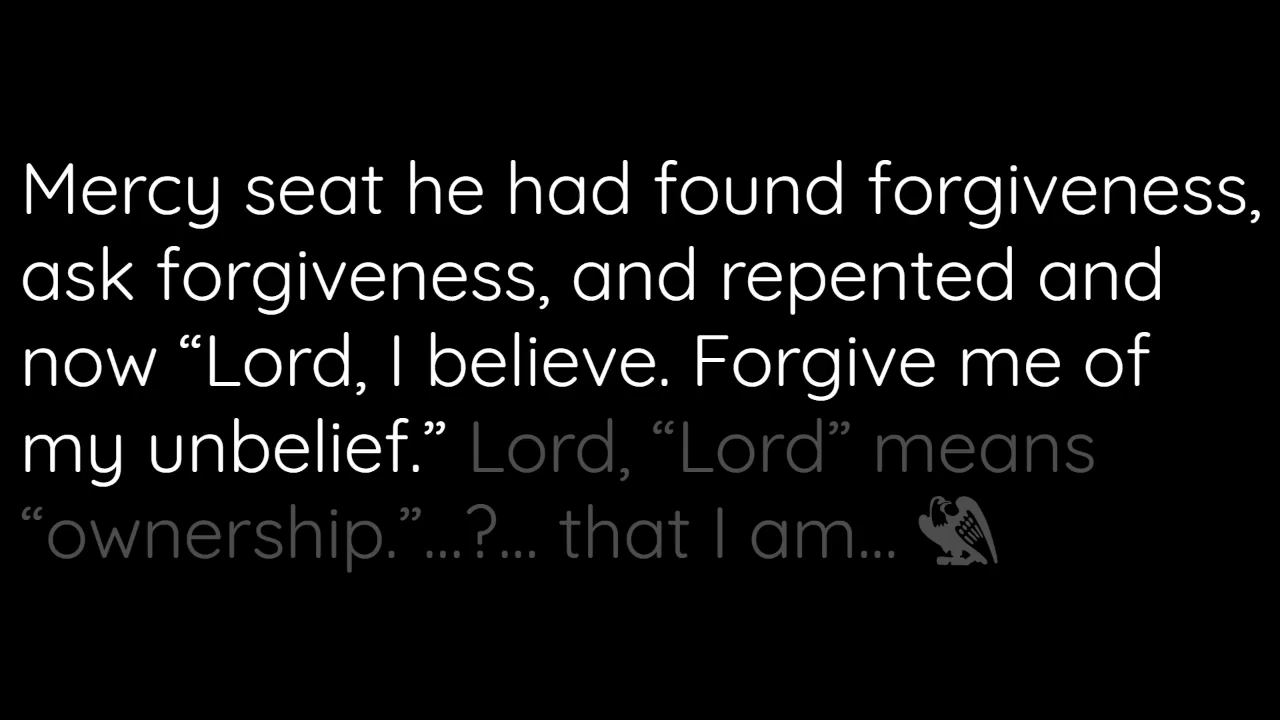 Mercy seat he had found forgiveness,
ask forgiveness, and repented and
now “Lord, I believe. Forgive me of
my unbelief.” Lord, “Lord” means
“ownership.”...?... that I am...